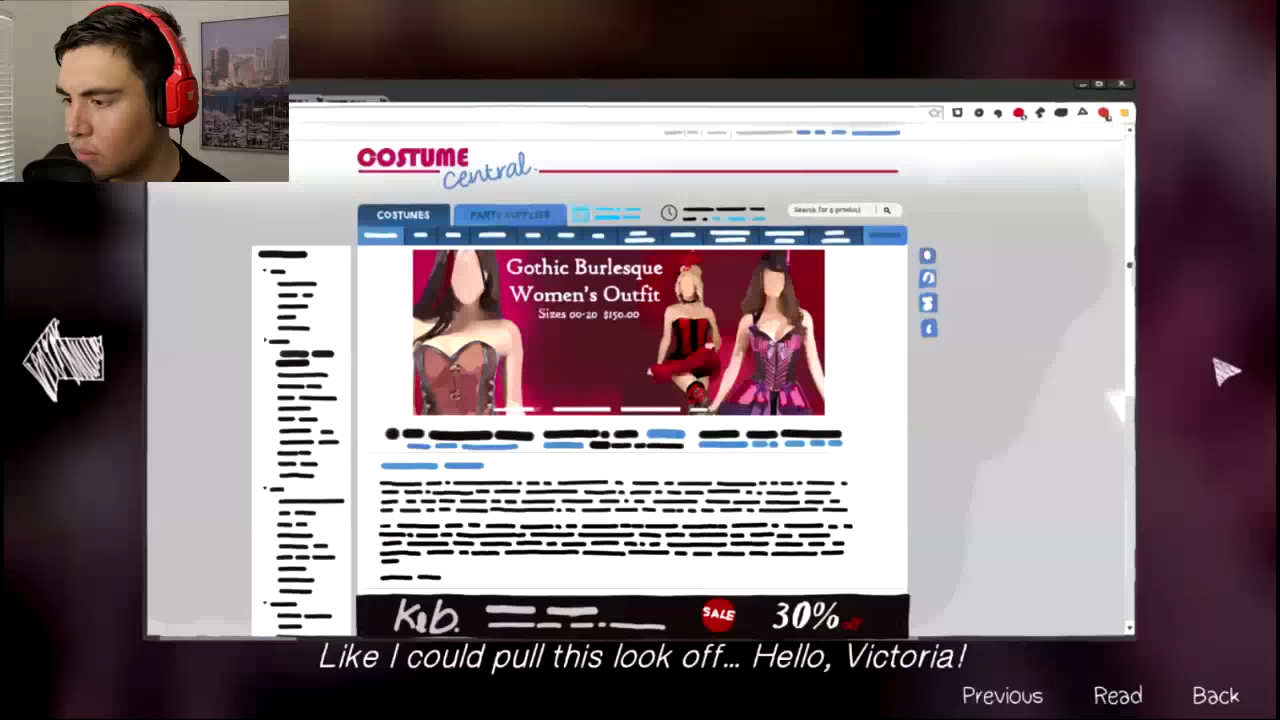 COSTUME
central.
COSTUMES
PARTY SUPPLIES
Search for a product
Gothic Burlesque
Women's Outfit
Sizes 00-20 $150.00
K&b.
SALE
30%
Like I could pull this look off... Hello, Victoria!
Previous
Read
Back